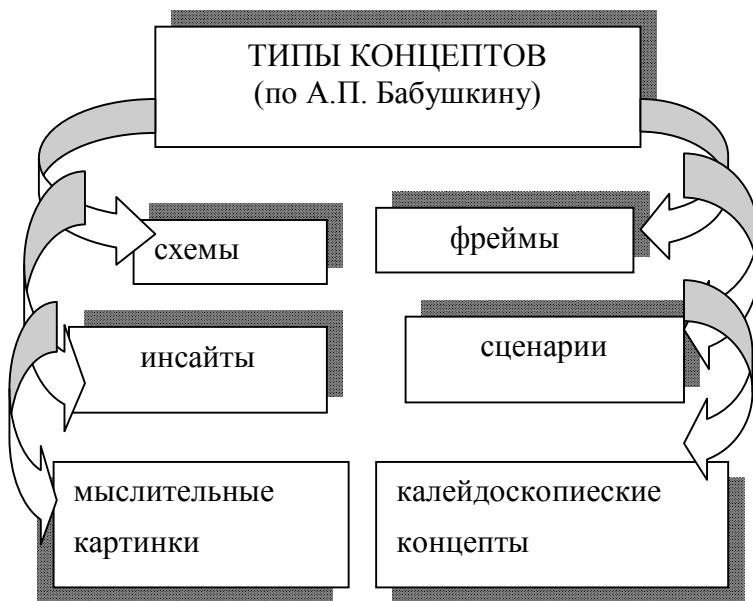 ТИПЫ КОНЦЕПТОВ
(по А.П. Бабушкину)
схемы
фреймы
инсайты
сценарии
мыслительные
картинки
калейдоскопиеские
концепты